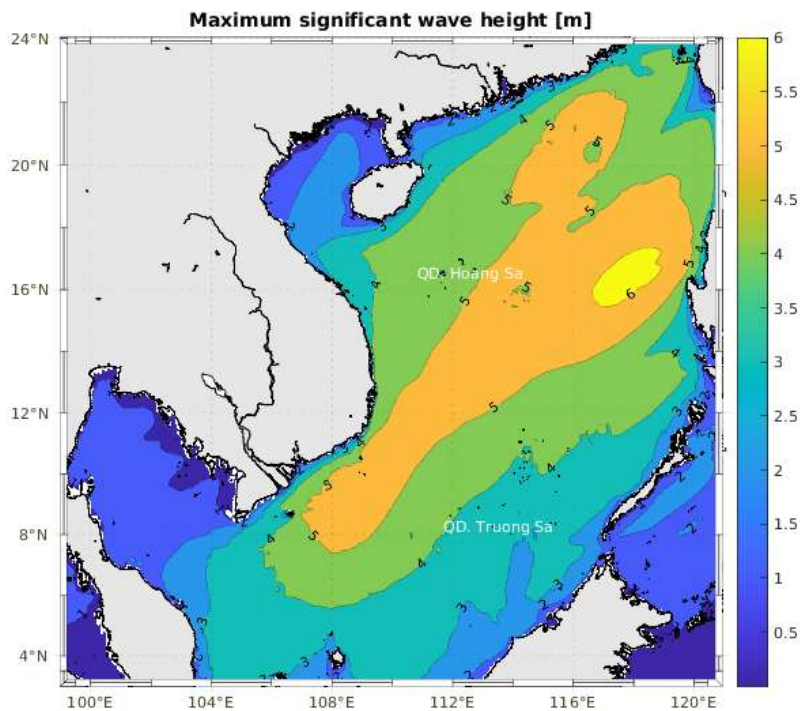 Maximum significant wave height [m]
24°N
20°N
16°N
12°N
8°N
4°N
100°E
104°E
108°E
112°E
116°E
120°E
QD. Hoang Sa
QD. Truong Sa
6
5.5
5
4.5
4
3.5
3
2.5
2
1.5
1
0.5